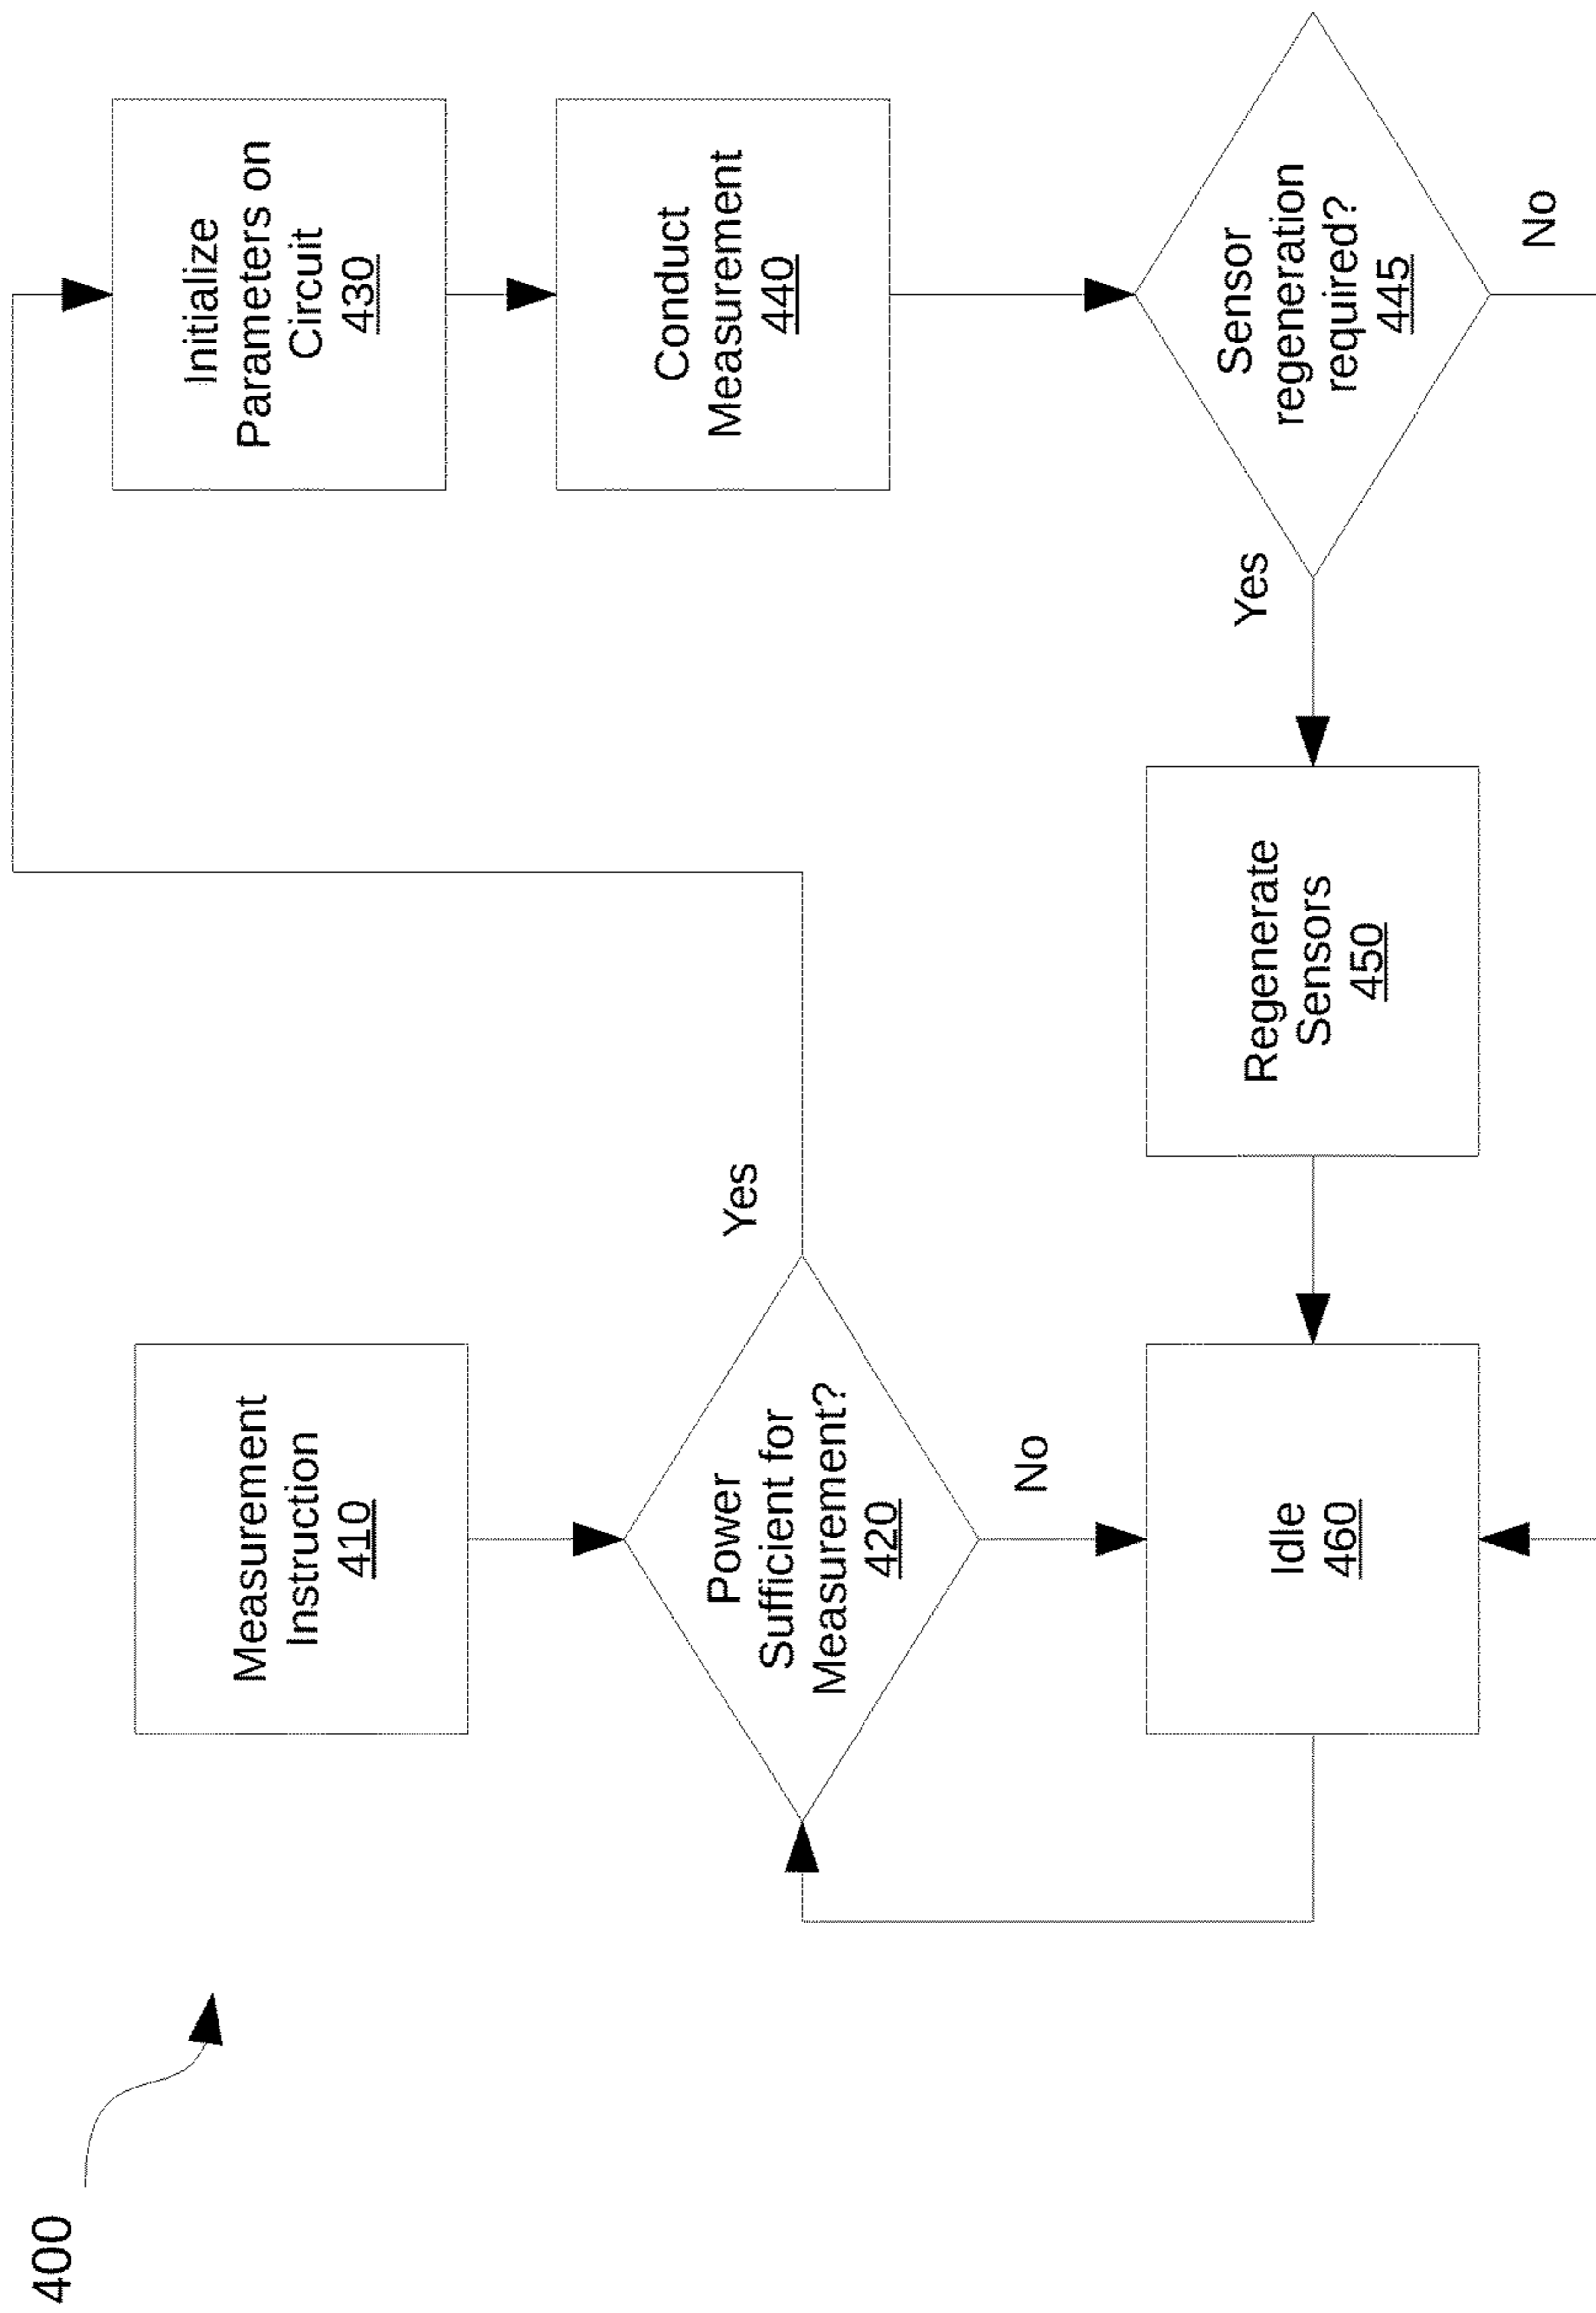 400
Measurement
Instruction
410
Power
Sufficient for
Measurement?
420
Yes
No
Initialize
Parameters on
Circuit
430
Conduct
Measurement
440
Sensor
regeneration
required?
445
Yes
No
Regenerate
Sensors
450
Idle
460